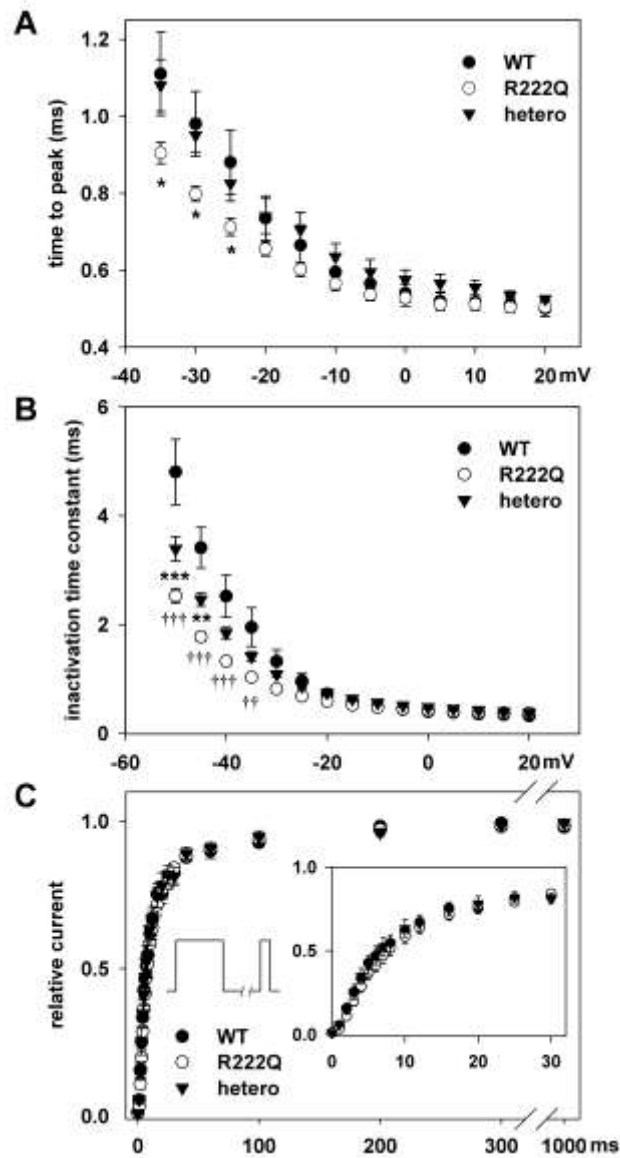 A
1.2
1.0
0.8
0.6
0.4
time to peak (ms)
WT
R222Q
hetero
*
*
*
-40 -30 -20 -10 0 10 20 mV
B
6
4
2
0
inactivation time constant (ms)
WT
R222Q
hetero
***
**
†††
†††
†††
††
-60 -40 -20 0 20 mV
C
1.0
0.5
0.0
relative current
WT
R222Q
hetero
1.0
0.5
0.0
0 10 20 30
0 100 200 300 1000 ms